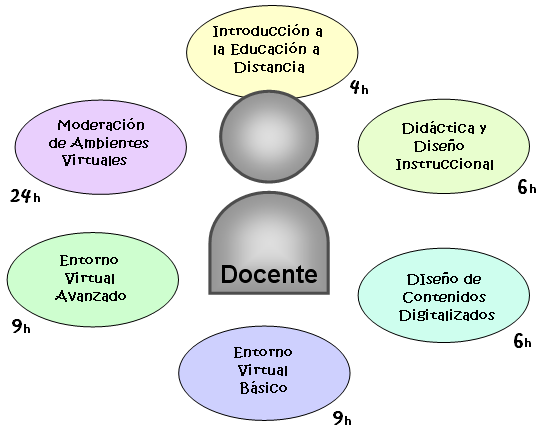 Introducción a
la Educación a
Distancia
4h
Didáctica y
Diseño
Instruccional
6h
DIseño de
Contenidos
Digitalizados
6h
Entorno
Virtual
Básico
9h
Entorno
Virtual
Avanzado
9h
Moderación
de Ambientes
Virtuales
24h
Docente